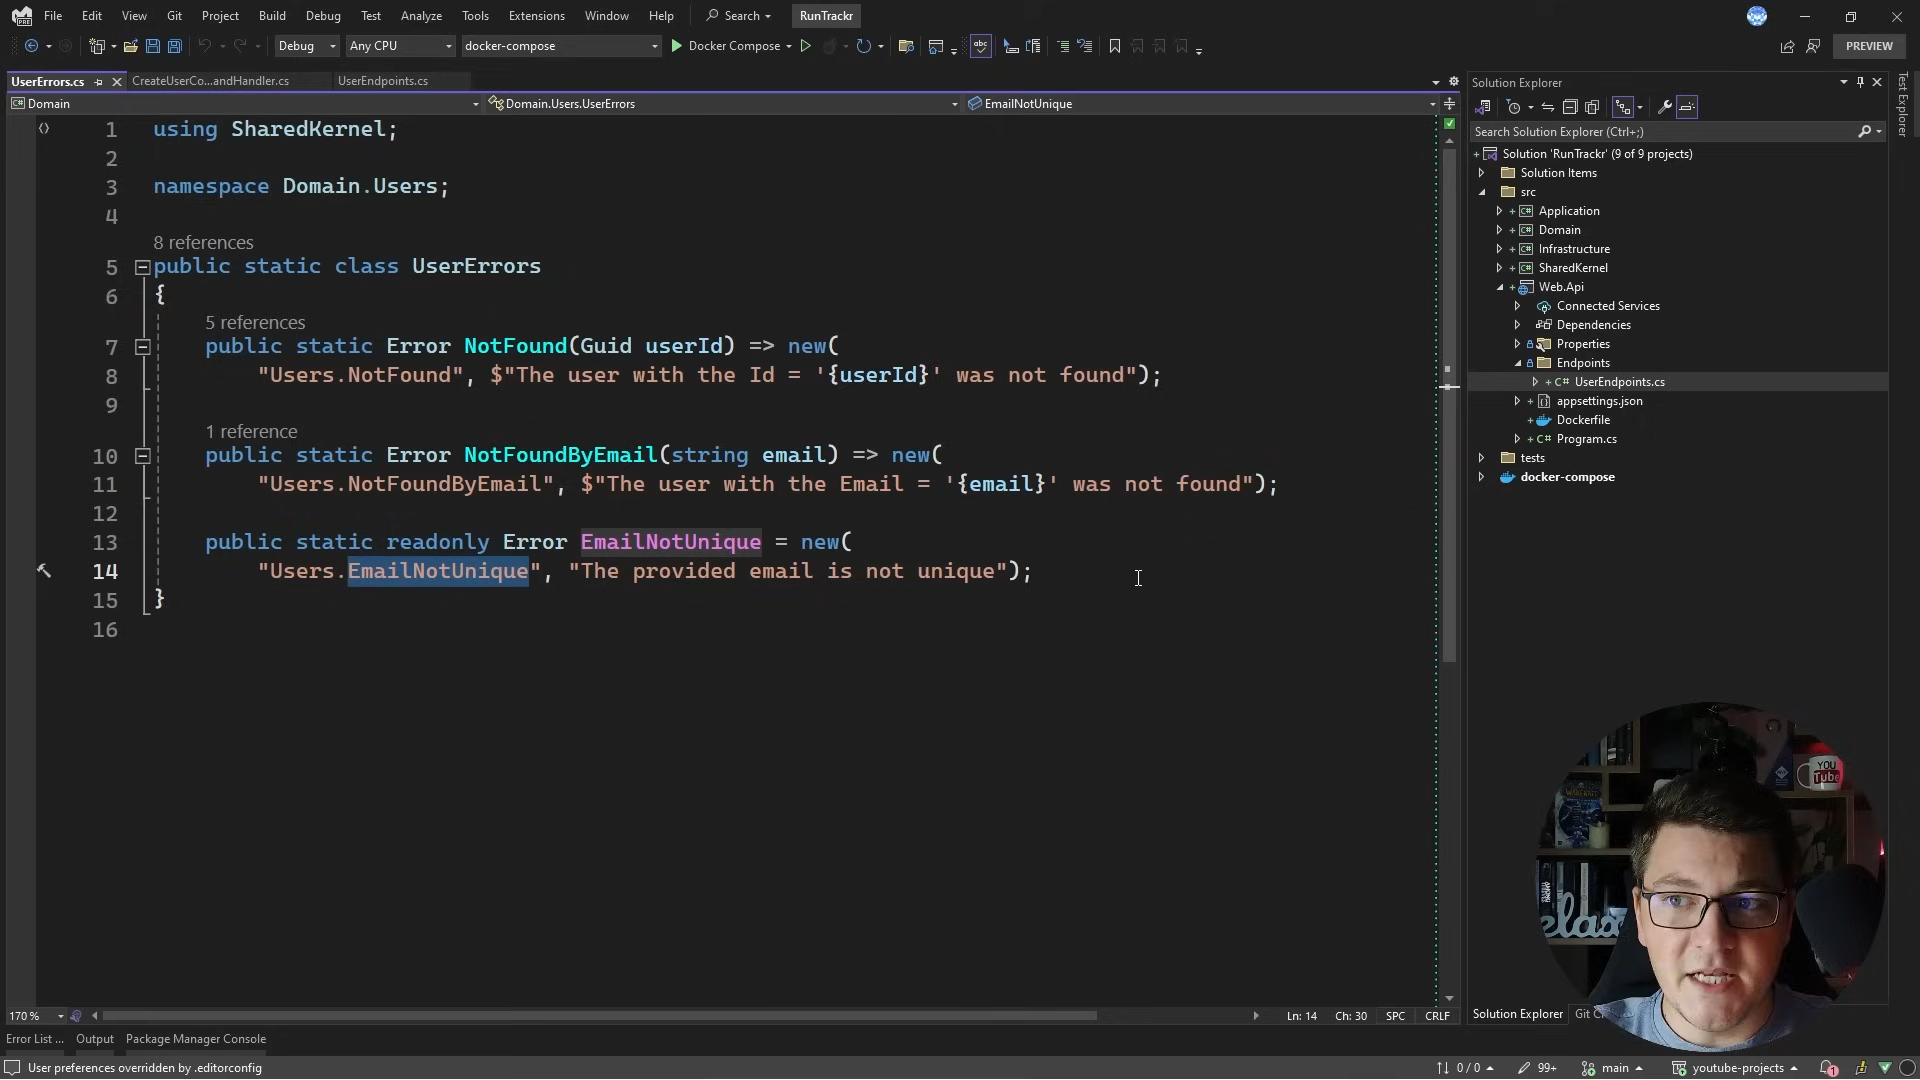 File Edit View Git Project Build Debug Test Analyze Tools Extensions Window Help Search RunTrackr
Debug Any CPU docker-compose Docker Compose PREVIEW
UserErrors.cs CreateUserCo...andHandler.cs UserEndpoints.cs
Domain Domain.Users.UserErrors EmailNotUnique
1 using SharedKernel;
2
3 namespace Domain.Users;
4
8 references
5 public static class UserErrors
6 {
5 references
7 public static Error NotFound(Guid userId) => new(
8 "Users.NotFound", $"The user with the Id = '{userId}' was not found");
9
1 reference
10 public static Error NotFoundByEmail(string email) => new(
11 "Users.NotFoundByEmail", $"The user with the Email = '{email}' was not found");
12
13 public static readonly Error EmailNotUnique = new(
14 "Users.EmailNotUnique", "The provided email is not unique");
15 }
16
170 % Ln: 14 Ch: 30 SPC CRLF
Error List ... Output Package Manager Console
User preferences overridden by .editorconfig 0 / 0 99+ main youtube-projects 1
Solution Explorer
Search Solution Explorer (Ctrl+;)
Solution 'RunTrackr' (9 of 9 projects)
Solution Items
src
Application
Domain
Infrastructure
SharedKernel
Web.Api
Connected Services
Dependencies
Properties
Endpoints
C# UserEndpoints.cs
appsettings.json
Dockerfile
C# Program.cs
tests
docker-compose
Test Explorer
YOU
Tube
elax
Solution Explorer Git C